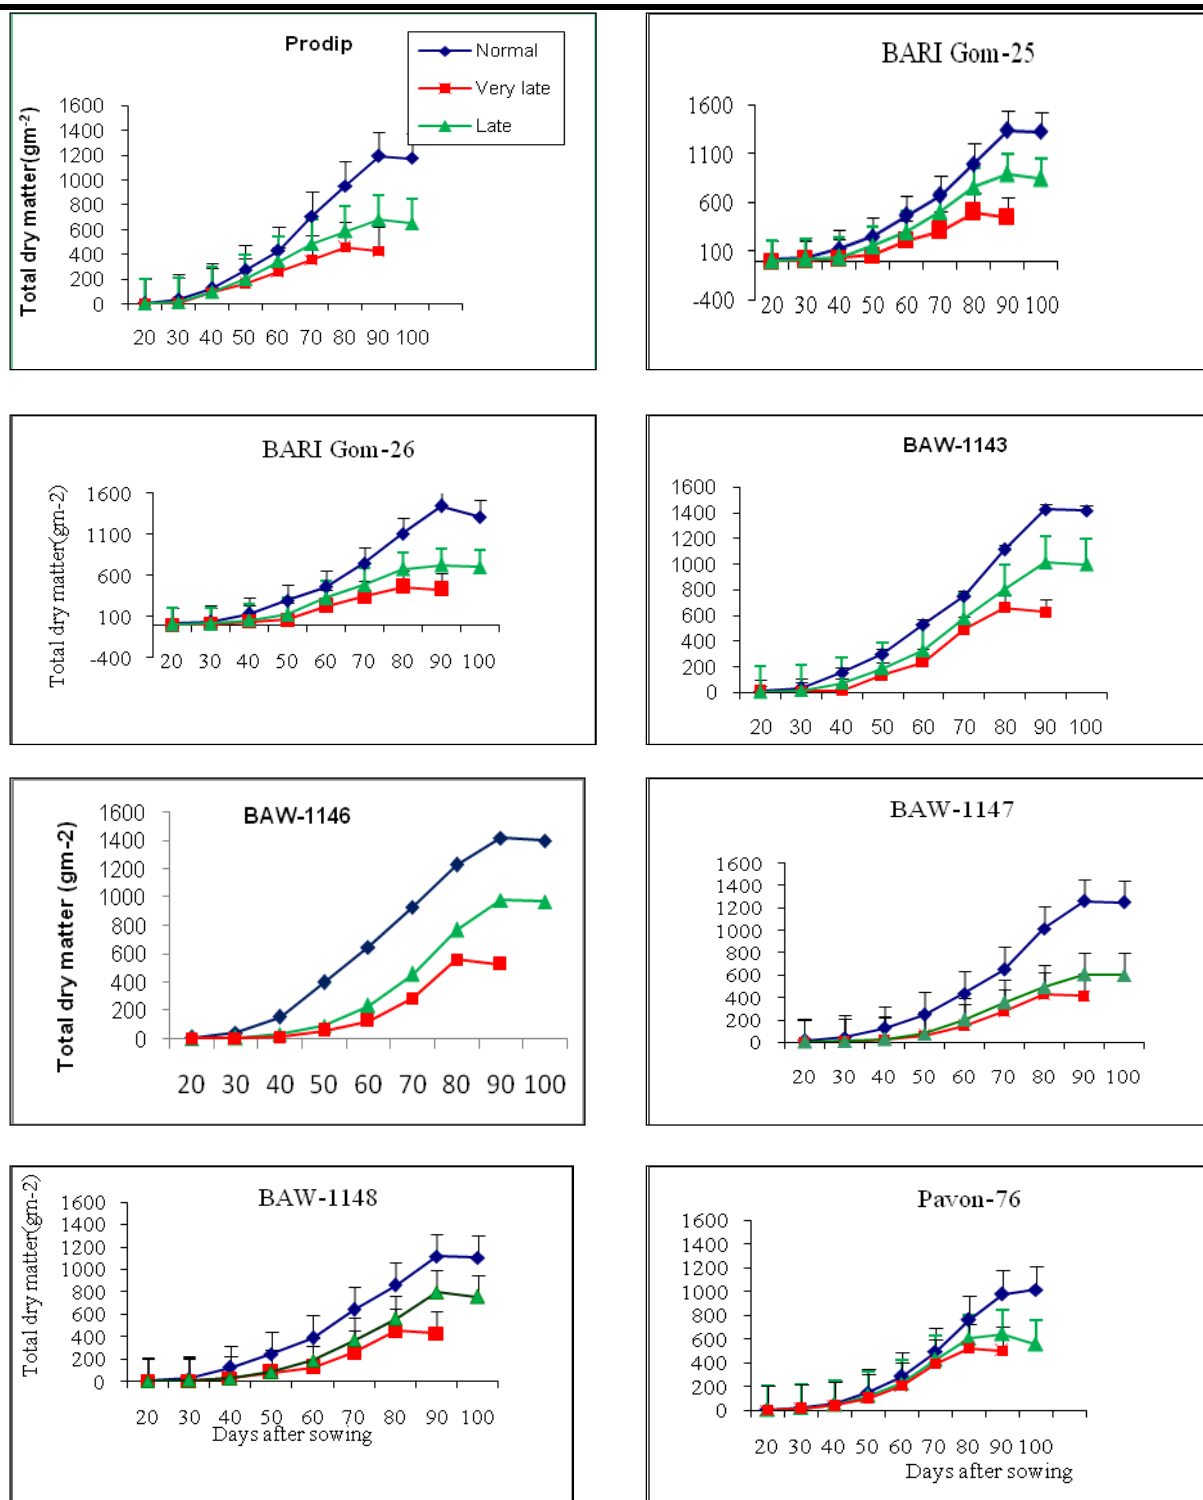 Prodip
Normal
Very late
Late
Total dry matter(gm-2)
1600
1400
1200
1000
800
600
400
200
0
20 30 40 50 60 70 80 90 100
BARI Gom-25
1600
1100
600
100
-400
20 30 40 50 60 70 80 90 100
BARI Gom-26
Total dry matter(gm-2)
1600
1100
600
100
-400
20 30 40 50 60 70 80 90 100
BAW-1143
1600
1400
1200
1000
800
600
400
200
0
20 30 40 50 60 70 80 90 100
BAW-1146
Total dry matter (gm-2)
1600
1400
1200
1000
800
600
400
200
0
20 30 40 50 60 70 80 90 100
BAW-1147
1600
1400
1200
1000
800
600
400
200
0
20 30 40 50 60 70 80 90 100
BAW-1148
Total dry matter(gm-2)
1600
1400
1200
1000
800
600
400
200
0
20 30 40 50 60 70 80 90 100
Days after sowing
Pavon-76
1600
1400
1200
1000
800
600
400
200
0
20 30 40 50 60 70 80 90 100
Days after sowing